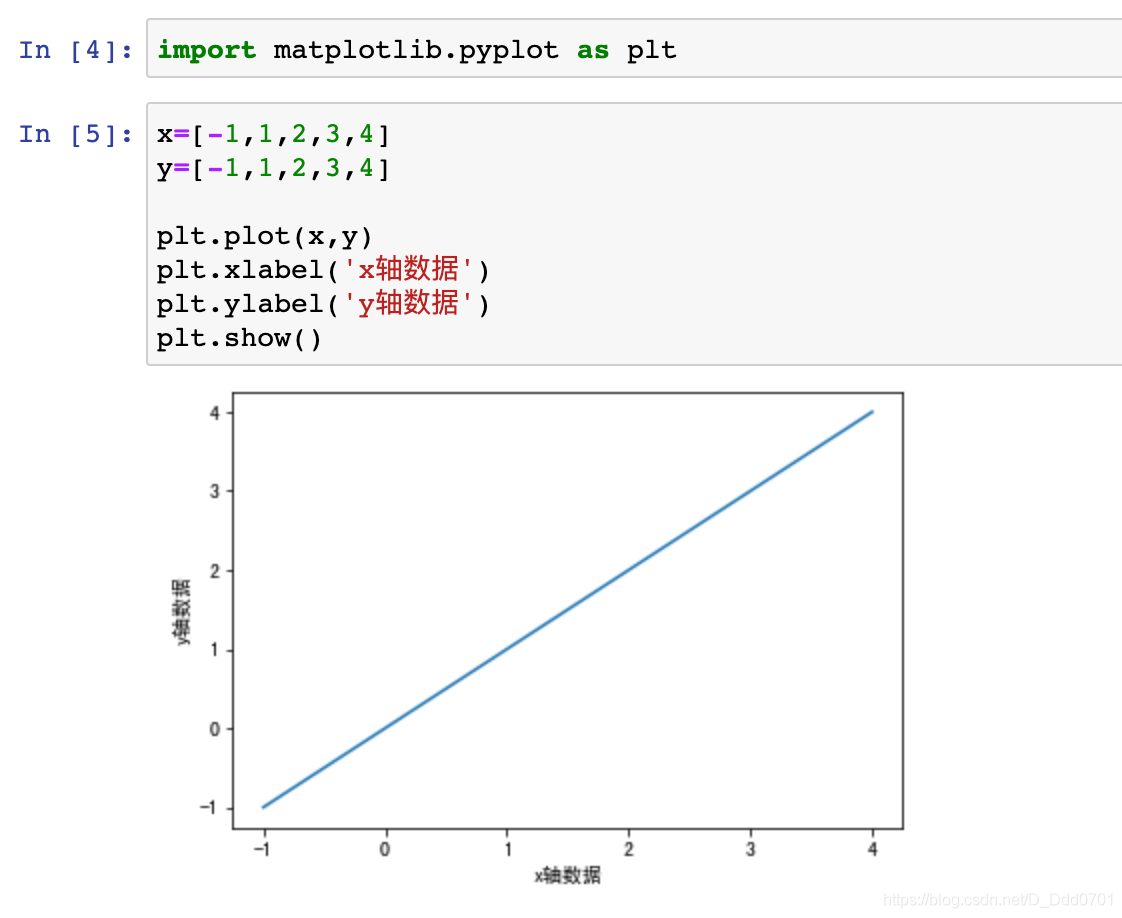 In [4]: import matplotlib.pyplot as plt
In [5]: x=[-1,1,2,3,4]
y=[-1,1,2,3,4]
plt.plot(x,y)
plt.xlabel('x轴数据')
plt.ylabel('y轴数据')
plt.show()
4
3
2
1
0
−1
y轴数据
−1 0 1 2 3 4
x轴数据
https://blog.csdn.net/D_Ddd0701